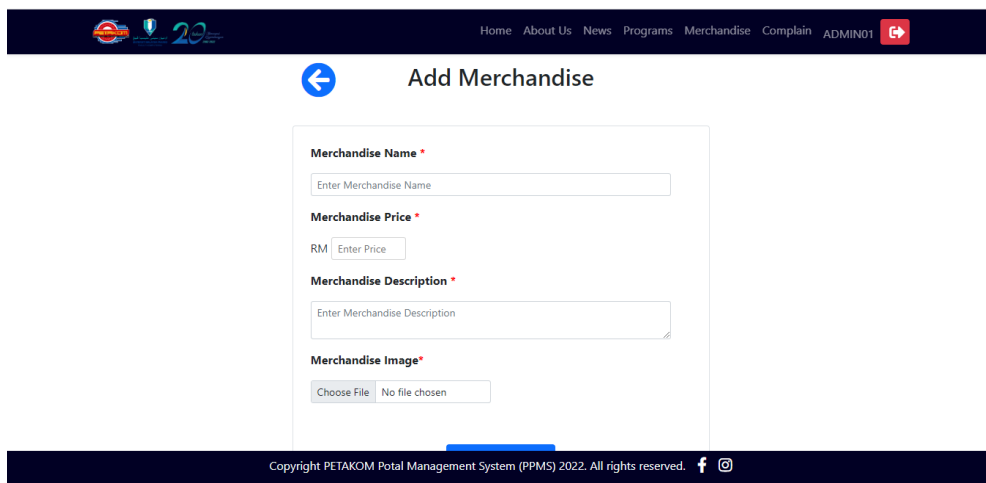 20
Home About Us News Programs Merchandise Complain ADMIN01
Add Merchandise
Merchandise Name *
Enter Merchandise Name
Merchandise Price *
RM Enter Price
Merchandise Description *
Enter Merchandise Description
Merchandise Image*
Choose File No file chosen
Copyright PETAKOM Potal Management System (PPMS) 2022. All rights reserved.